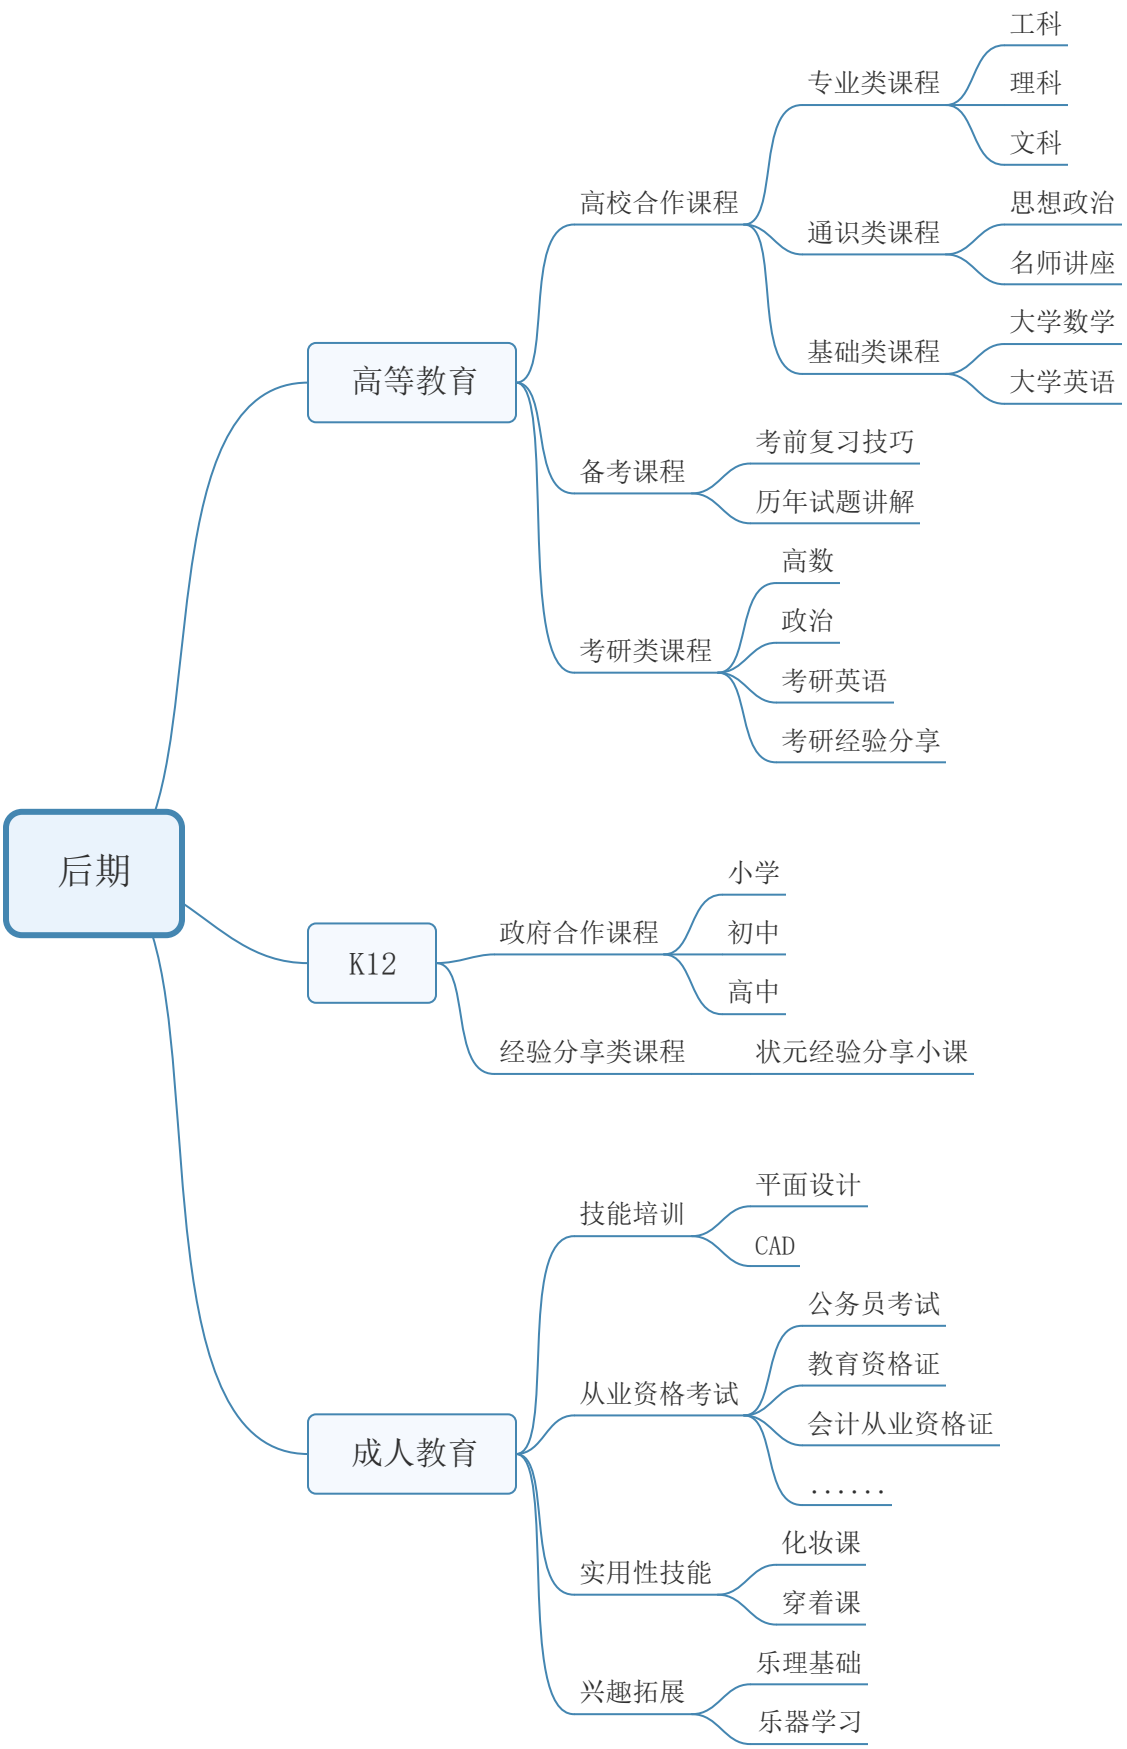 后期
高等教育
高校合作课程
专业类课程
工科
理科
文科
通识类课程
思想政治
名师讲座
基础类课程
大学数学
大学英语
备考课程
考前复习技巧
历年试题讲解
考研类课程
高数
政治
考研英语
考研经验分享
K12
政府合作课程
小学
初中
高中
经验分享类课程
状元经验分享小课
成人教育
技能培训
平面设计
CAD
从业资格考试
公务员考试
教育资格证
会计从业资格证
......
实用性技能
化妆课
穿着课
兴趣拓展
乐理基础
乐器学习